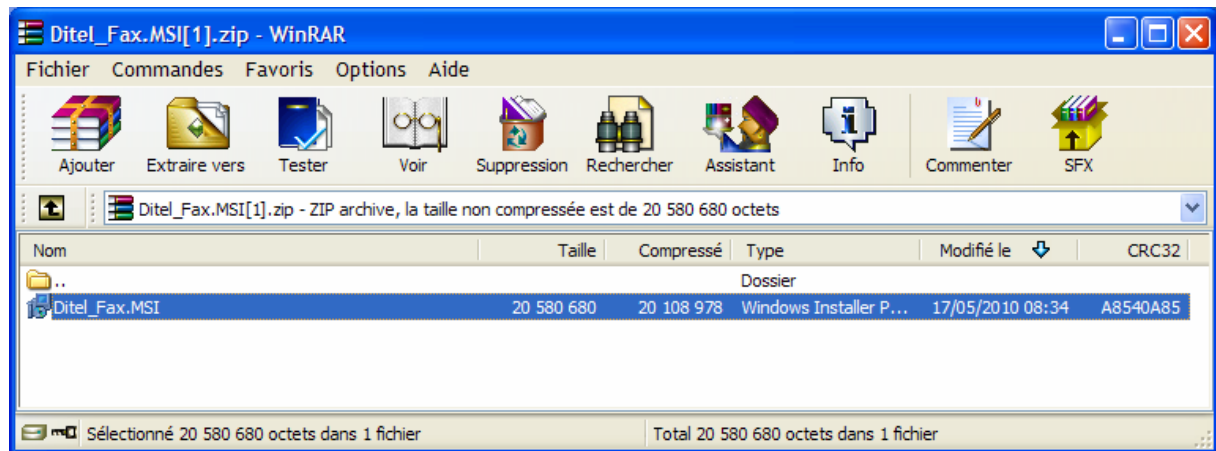 Ditel_Fax.MSI[1].zip - WinRAR
Fichier Commandes Favoris Options Aide
Ajouter Extraire vers Tester Voir Suppression Rechercher Assistant Info Commenter SFX
Ditel_Fax.MSI[1].zip - ZIP archive, la taille non compressée est de 20 580 680 octets
Nom Taille Compressé Type Modifié le CRC32
.. Dossier
Ditel_Fax.MSI 20 580 680 20 108 978 Windows Installer P... 17/05/2010 08:34 A8540A85
Sélectionné 20 580 680 octets dans 1 fichier Total 20 580 680 octets dans 1 fichier